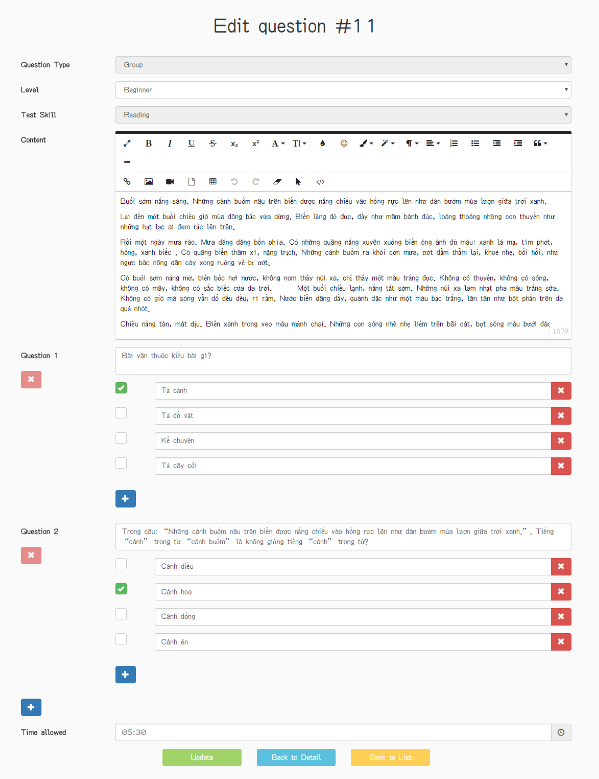 Edit question #11
Question Type
Group
Level
Beginner
Test Skill
Reading
Content
Buổi sớm nắng sáng. Những cánh buồm nâu trên biển được nắng chiếu vào hồng rực lên như đàn bướm múa lượn giữa trời xanh.
Lại đến một buổi chiều gió mùa đông bắc vừa dừng. Biển lặng đỏ đục, đầy như mâm bánh đúc, loáng thoáng những con thuyền như
những hạt lạc ai đem rắc lên trên.
Rồi một ngày mưa rào. Mưa dăng dăng bốn phía. Có những quãng nắng xuyên xuống biển óng ánh đủ màu: xanh lá mạ, tím phớt,
hồng, xanh biếc , Có quãng biển thâm xì, nặng trịch. Những cánh buồm ra khỏi cơn mưa, ướt đẫm thẫm lại, khoẻ nhẹ, bồi hồi, như
ngực bác nông dân cày xong ruộng về bị ướt.
Có buổi sớm nắng mờ, biển bốc hơi nước, không nom thấy núi xa, chỉ thấy một màu trắng đục. Không có thuyền, không có sóng,
không có mây, không có sắc biếc của da trời. Một buổi chiều lạnh, nắng tắt sớm. Những núi xa lam nhạt pha màu trắng sữa.
Không có gió mà sóng vẫn đổ đều đều, rì rầm. Nước biển dâng đầy, quánh đặc như một màu bạc trắng, lăn tăn như bột phấn trên da
quả nhót.
Chiều nắng tàn, mát dịu. Biển xanh trong veo màu mảnh chai. Những con sóng nhè nhẹ liếm trên bãi cát, bọt sóng màu bưởi đào
1079
Question 1
Bài văn thuộc kiểu bài gì?
Tả cảnh
Tả đồ vật
Kể chuyện
Tả cây cối
Question 2
Trong câu: “Những cánh buồm nâu trên biển được nắng chiếu vào hồng rực lên như đàn bướm múa lượn giữa trời xanh.”. Tiếng
“cánh” trong từ “cánh buồm” là không giống tiếng “cánh” trong từ?
Cánh diều
Cánh hoa
Cánh đồng
Cánh én
Time allowed
05:30
Update
Back to Detail
Back to List